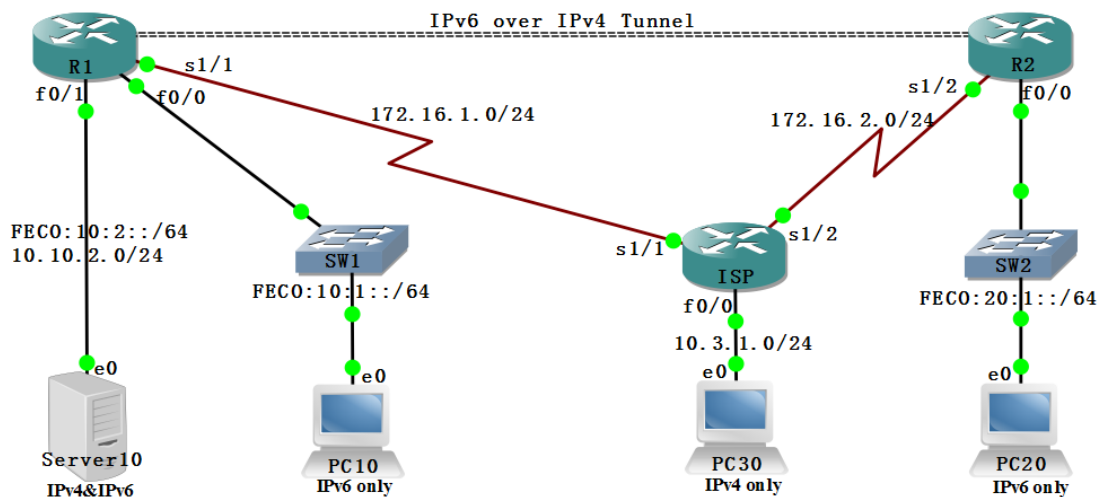 IPv6 over IPv4 Tunnel
R1
R2
s1/1
f0/1
f0/0
s1/2
f0/0
172.16.1.0/24
172.16.2.0/24
FECO:10:2::/64
10.10.2.0/24
SW1
FECO:10:1::/64
s1/1
s1/2
ISP
f0/0
10.3.1.0/24
SW2
FECO:20:1::/64
e0
e0
e0
e0
Server10
IPv4&IPv6
PC10
IPv6 only
PC30
IPv4 only
PC20
IPv6 only